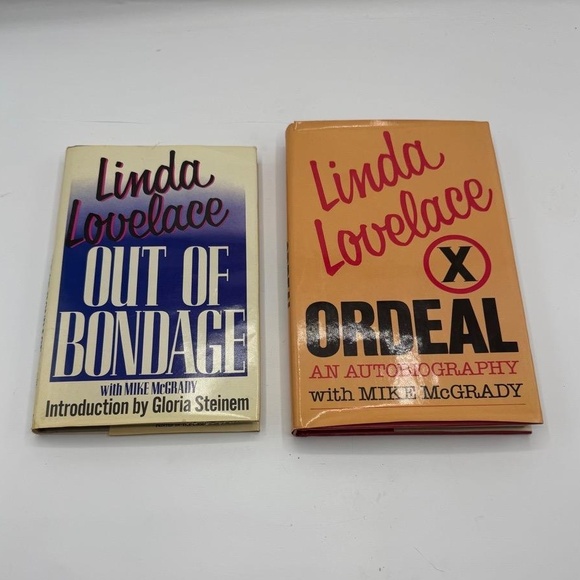 Linda
Lovelace
OUT OF
BONDAGE
with MIKE McGRADY
Introduction by Gloria Steinem
Linda
Lovelace
X
ORDEAL
AN AUTOBIOGRAPHY
with MIKE McGRADY